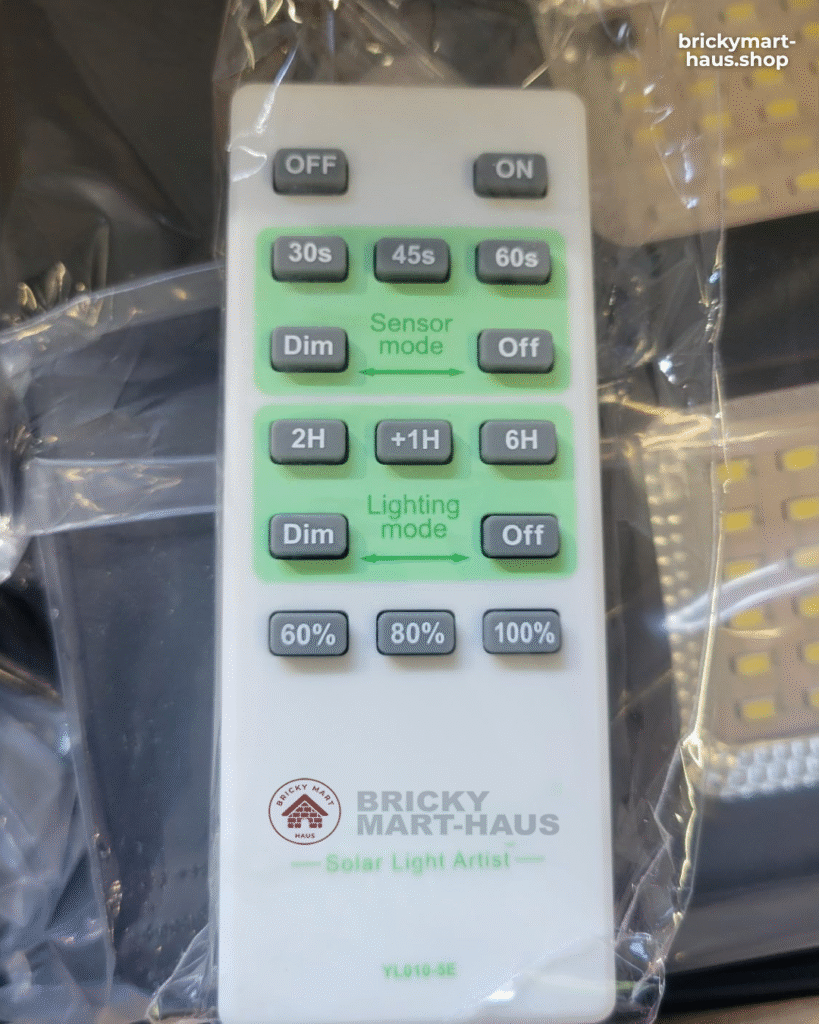 brickymart-
haus.shop
OFF ON
30s 45s 60s
Dim Sensor mode Off
2H +1H 6H
Dim Lighting mode Off
60% 80% 100%
BRICKY MART
HAUS
BRICKY
MART-HAUS
Solar Light Artist
YL010-5E